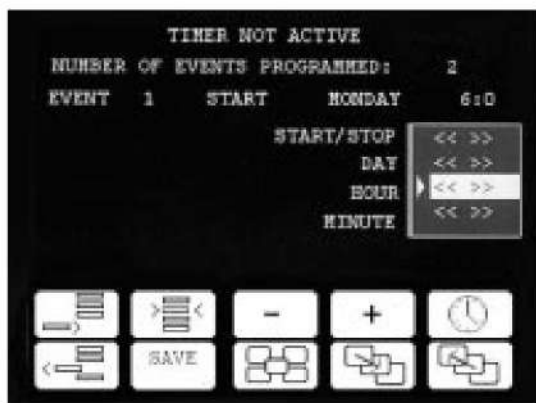 TIMER NOT ACTIVE
NUMBER OF EVENTS PROGRAMMED: 2
EVENT 1 START MONDAY 6:0
START/STOP << >>
DAY << >>
HOUR << >>
MINUTE << >>
- +
SAVE